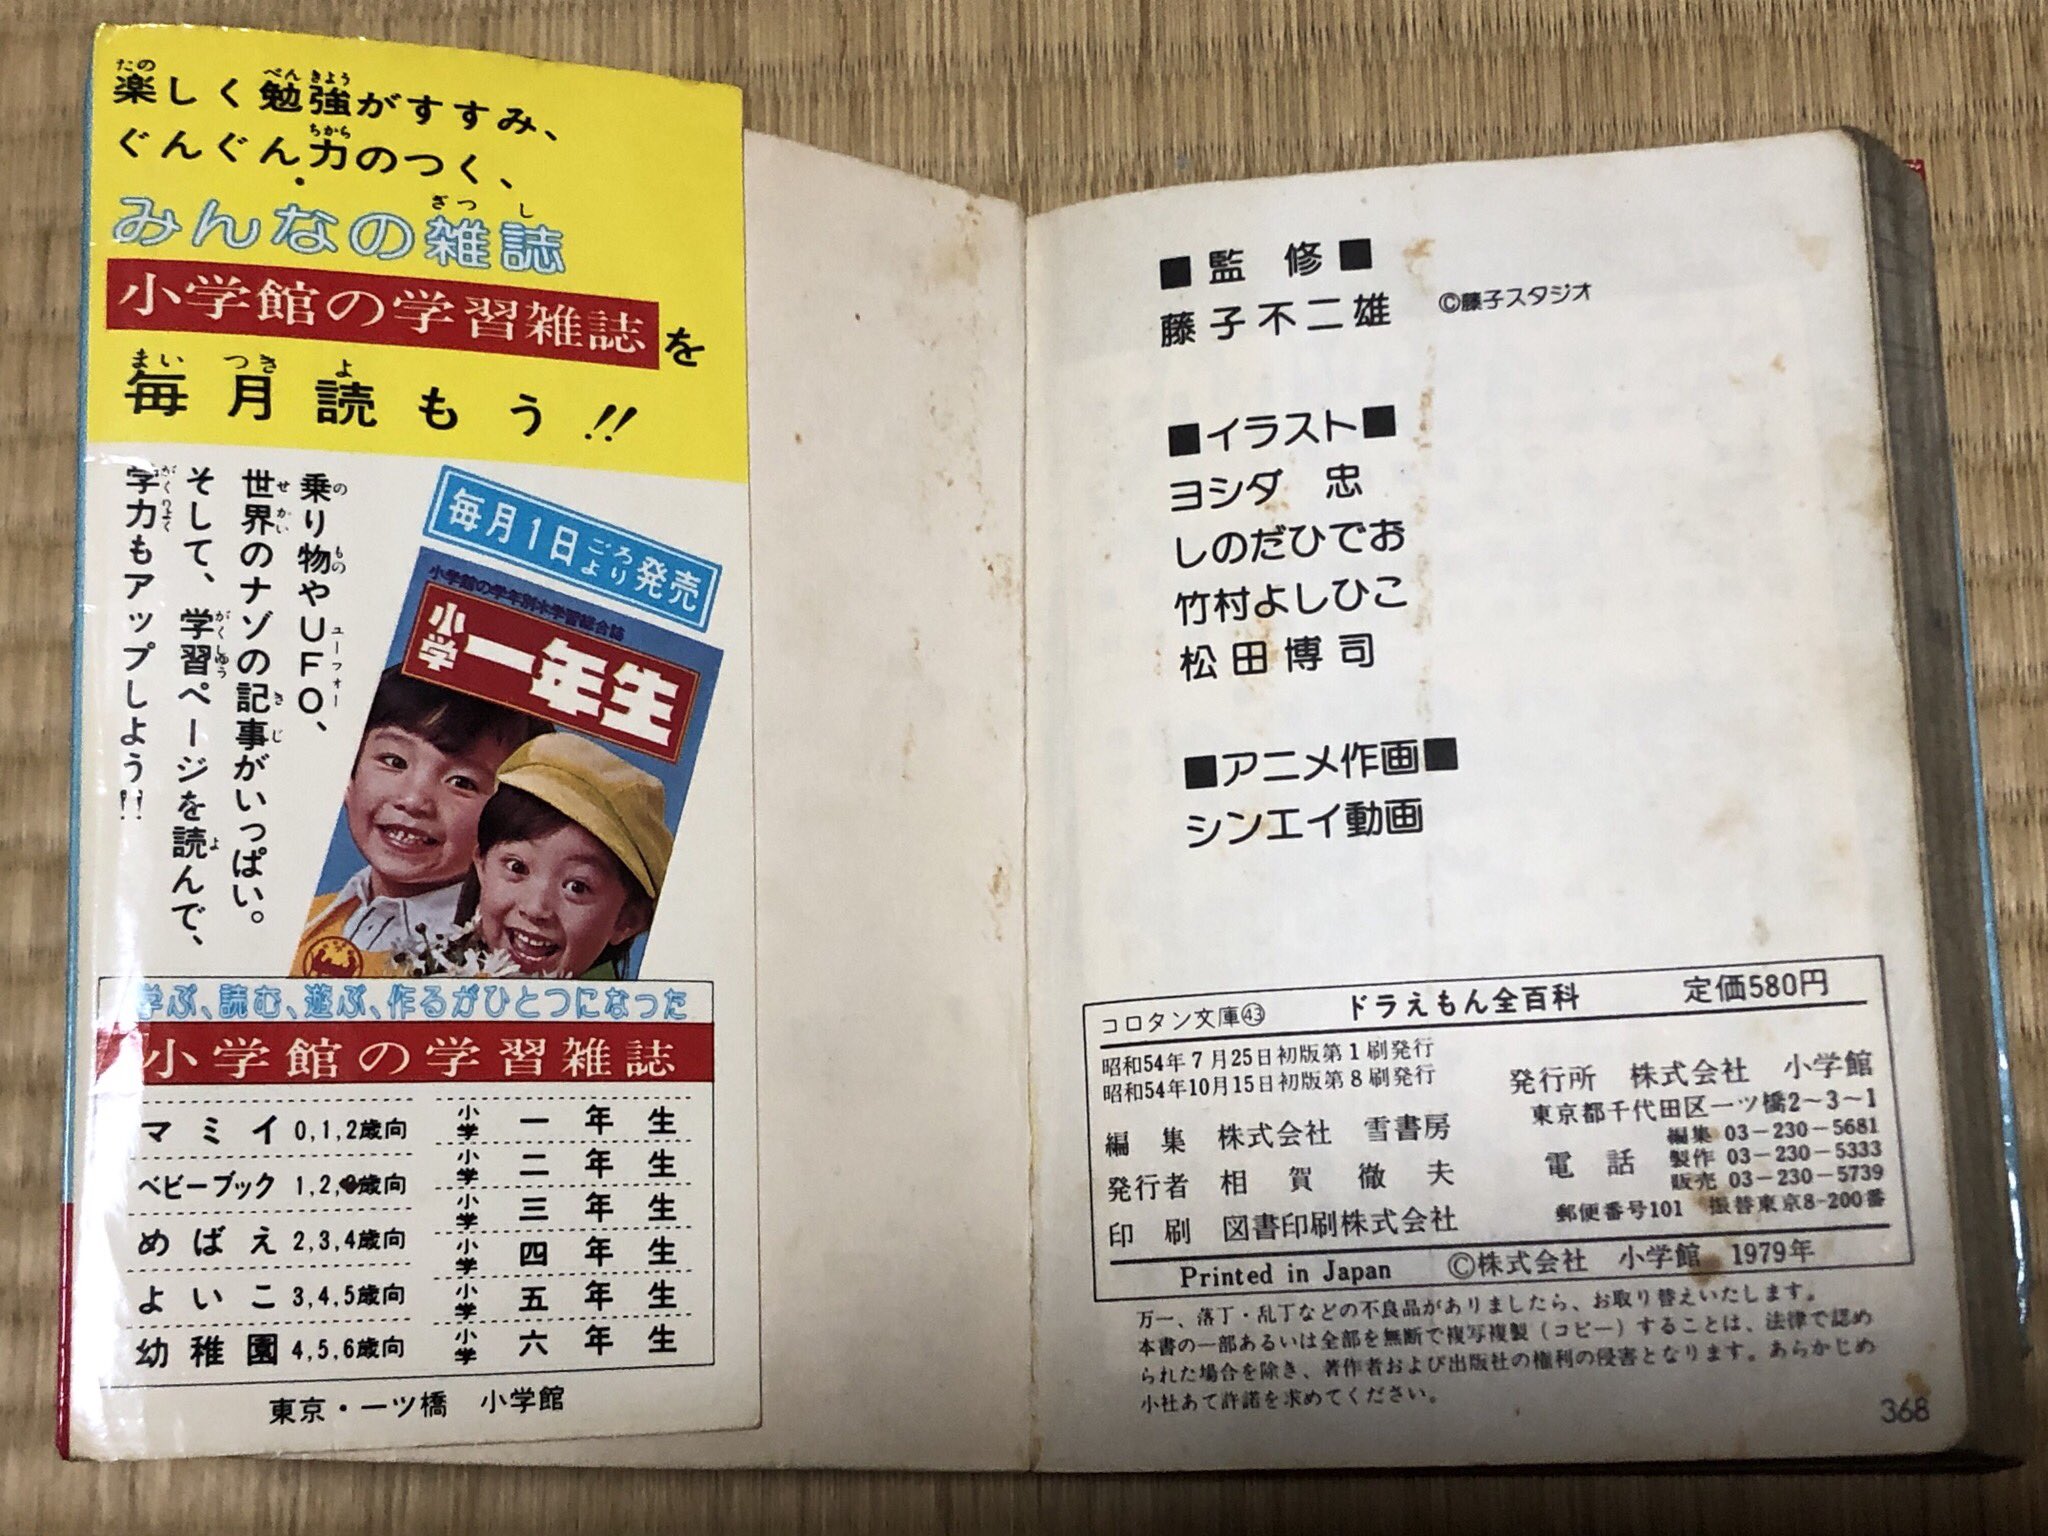 楽しく勉強がすすみ、
ぐんぐん力のつく、
みんなの雑誌
小学館の学習雑誌を
毎月読もう!!
乗り物やUFO、
世界のナゾの記事がいっぱい。
そして、学習ページを読んで、
学力もアップしよう!!
毎月1日ごろより発売
小学館の学年別学習総合誌
小学一年生
学ぶ、読む、遊ぶ、作るがひとつになった
小学館の学習雑誌
マミイ 0,1,2歳向
ベビーブック 1,2,歳向
めばえ 2,3,4歳向
よいこ 3,4,5歳向
幼稚園 4,5,6歳向
小学一年生
小学二年生
小学三年生
小学四年生
小学五年生
小学六年生
東京・一ツ橋 小学館
■監修■
藤子不二雄 ©藤子スタジオ
■イラスト■
ヨシダ 忠
しのだひでお
竹村よしひこ
松田博司
■アニメ作画■
シンエイ動画
コロタン文庫㊸ ドラえもん全百科 定価580円
昭和54年7月25日初版第1刷発行
昭和54年10月15日初版第8刷発行
編集 株式会社 雪書房
発行者 相賀徹夫
印刷 図書印刷株式会社
発行所 株式会社 小学館
東京都千代田区一ツ橋2-3-1
電話 編集 03-230-5681
製作 03-230-5333
販売 03-230-5739
郵便番号101 振替東京8-200番
Printed in Japan ©株式会社 小学館 1979年
万一、落丁・乱丁などの不良品がありましたら、お取り替えいたします。
本書の一部あるいは全部を無断で複写複製(コピー)することは、法律で認め
られた場合を除き、著作者および出版社の権利の侵害となります。あらかじめ
小社あて許諾を求めてください。
368